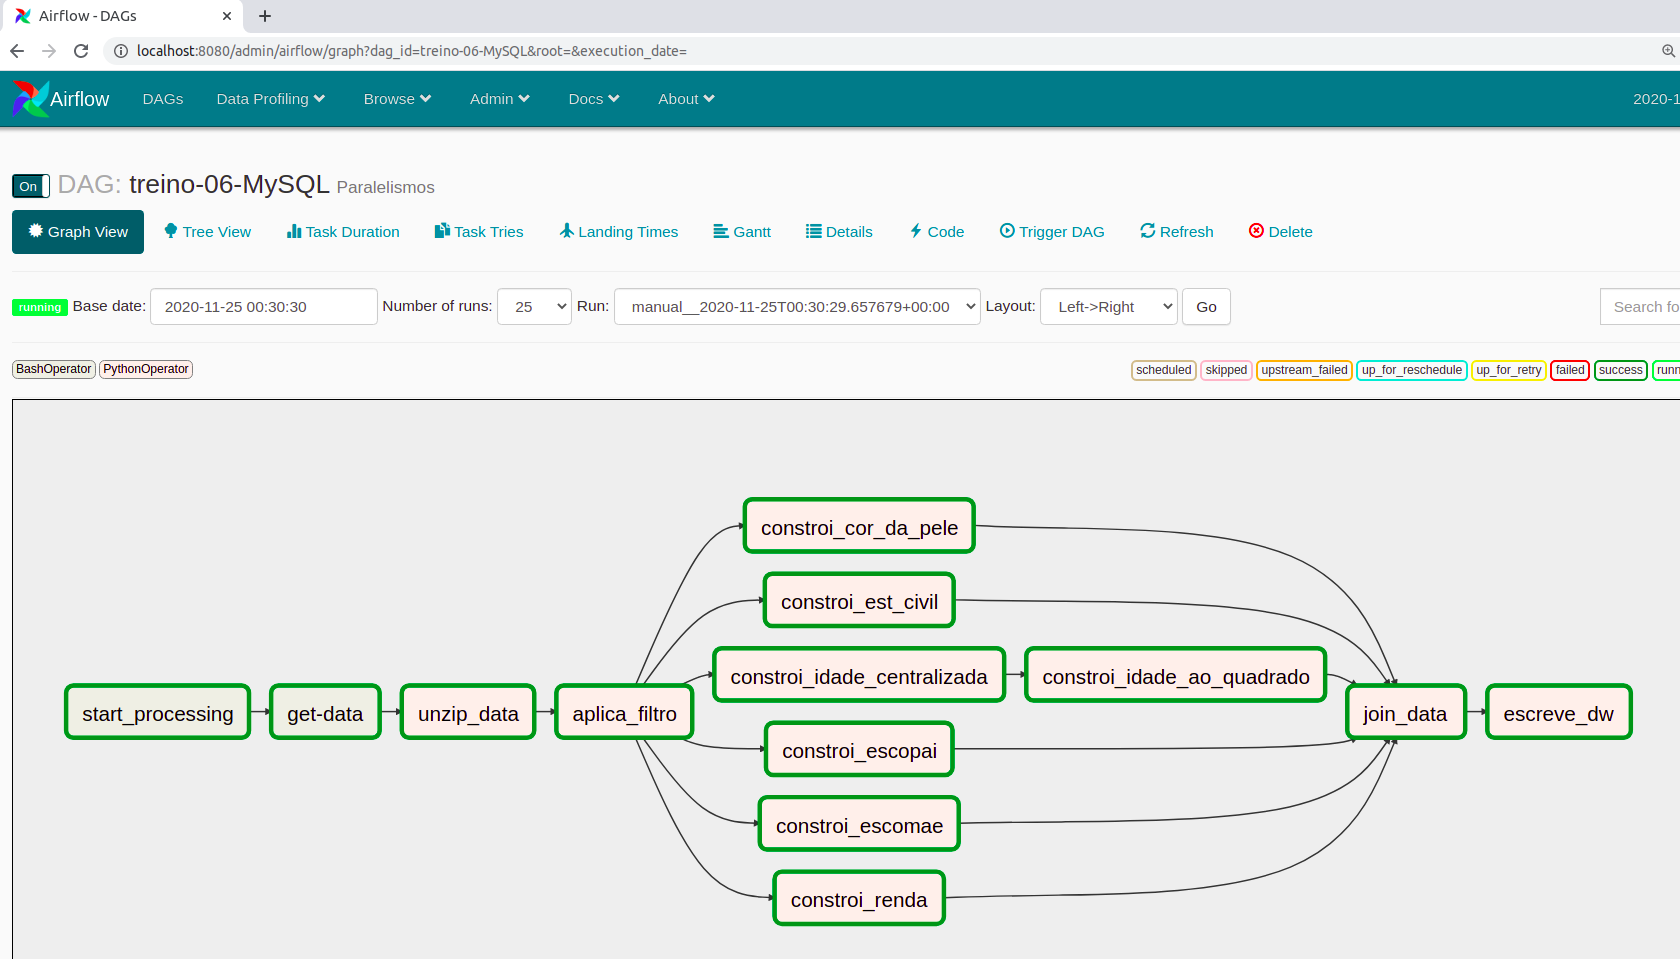 Airflow - DAGs
localhost:8080/admin/airflow/graph?dag_id=treino-06-MySQL&root=&execution_date=
Airflow DAGs Data Profiling Browse Admin Docs About 2020-1
On DAG: treino-06-MySQL Paralelismos
Graph View Tree View Task Duration Task Tries Landing Times Gantt Details Code Trigger DAG Refresh Delete
running Base date: 2020-11-25 00:30:30 Number of runs: 25 Run: manual__2020-11-25T00:30:29.657679+00:00 Layout: Left->Right Go Search fo
BashOperator PythonOperator scheduled skipped upstream_failed up_for_reschedule up_for_retry failed success runn
constroi_cor_da_pele
constroi_est_civil
constroi_idade_centralizada constroi_idade_ao_quadrado
start_processing get-data unzip_data aplica_filtro join_data escreve_dw
constroi_escopai
constroi_escomae
constroi_renda